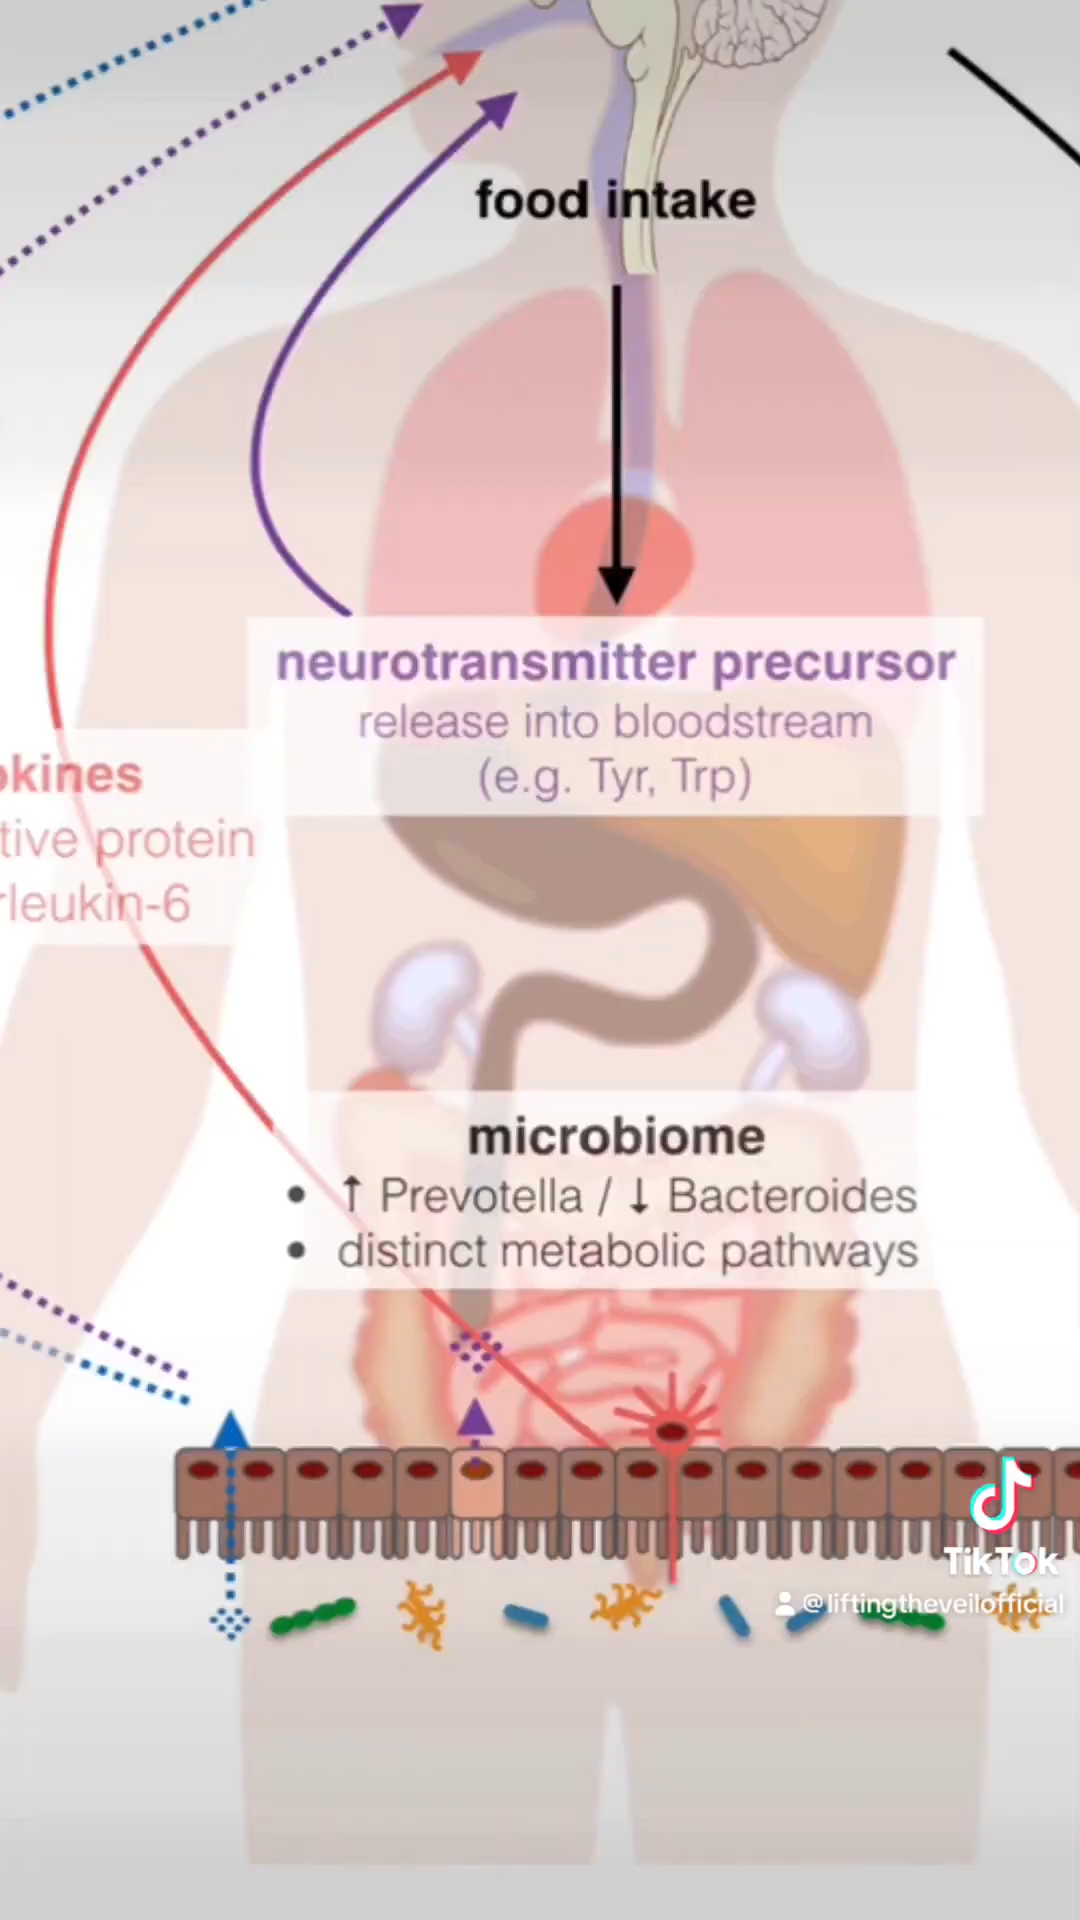 food intake
neurotransmitter precursor
release into bloodstream
(e.g. Tyr, Trp)
okines
tive protein
rleukin-6
microbiome
• ↑ Prevotella / ↓ Bacteroides
• distinct metabolic pathways
TikTok
@liftingtheveilofficial